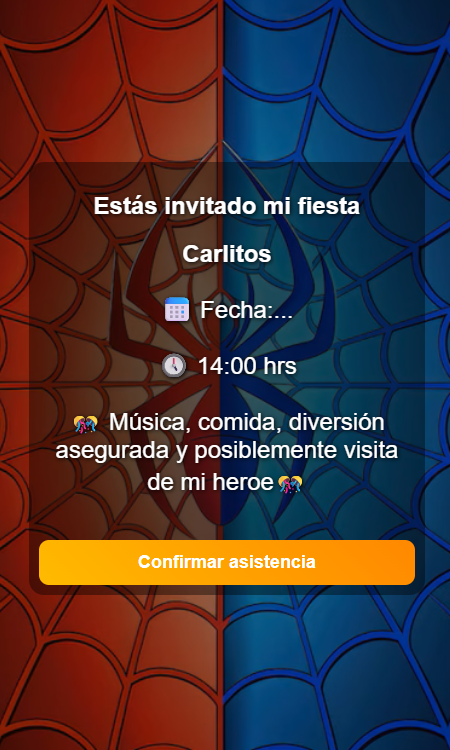 Estás invitado mi fiesta
Carlitos
Fecha:...
14:00 hrs
Música, comida, diversión
asegurada y posiblemente visita
de mi heroe
Confirmar asistencia